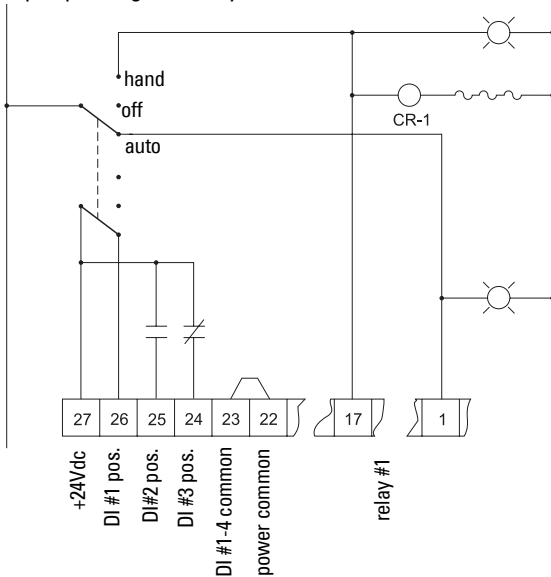 hand
off
auto
CR-1
27
26
25
24
23
22
17
1
+24Vdc
DI #1 pos.
DI#2 pos.
DI #3 pos.
DI #1-4 common
power common
relay #1